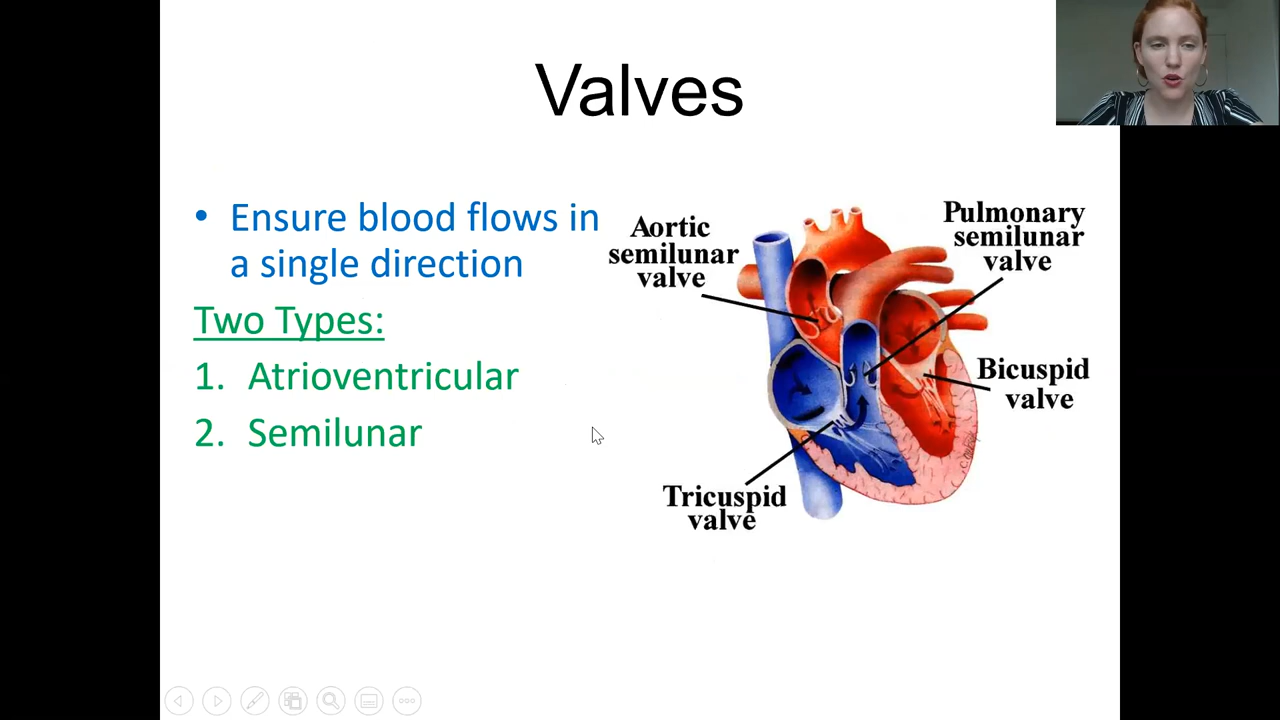 Valves
• Ensure blood flows in
a single direction
Two Types:
1. Atrioventricular
2. Semilunar
Aortic
semilunar
valve
Pulmonary
semilunar
valve
Bicuspid
valve
Tricuspid
valve